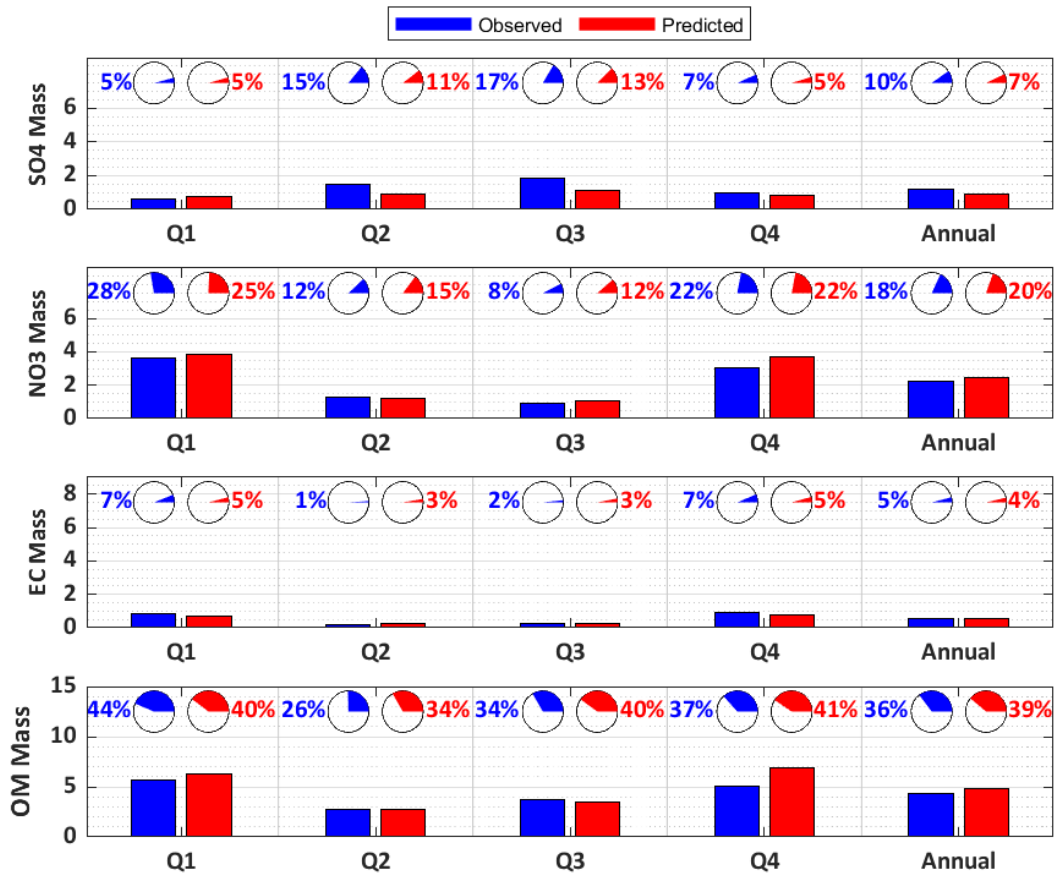 Observed Predicted
5% 5% 15% 11% 17% 13% 7% 5% 10% 7%
SO4 Mass
6
4
2
0
Q1 Q2 Q3 Q4 Annual
28% 25% 12% 15% 8% 12% 22% 22% 18% 20%
NO3 Mass
6
4
2
0
Q1 Q2 Q3 Q4 Annual
8
7% 5% 1% 3% 2% 3% 7% 5% 5% 4%
EC Mass
6
4
2
0
Q1 Q2 Q3 Q4 Annual
15
44% 40% 26% 34% 34% 40% 37% 41% 36% 39%
OM Mass
10
5
0
Q1 Q2 Q3 Q4 Annual